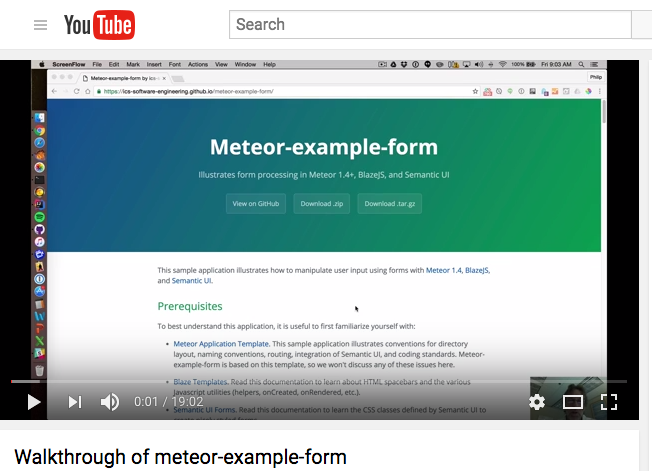 YouTube
Search
ScreenFlow File Edit Mark Insert Font Actions View Window Help 100% Fri 9:03 AM
Meteor-example-form by ics-s Philip
https://ics-software-engineering.github.io/meteor-example-form/
Meteor-example-form
Illustrates form processing in Meteor 1.4+, BlazeJS, and Semantic UI
View on GitHub Download .zip Download .tar.gz
This sample application illustrates how to manipulate user input using forms with Meteor 1.4, BlazeJS,
and Semantic UI.
Prerequisites
To best understand this application, it is useful to first familiarize yourself with:
• Meteor Application Template. This sample application illustrates conventions for directory
layout, naming conventions, routing, integration of Semantic UI, and coding standards. Meteor-
example-form is based on this template, so we won't discuss any of these issues here.
• Blaze Templates. Read this documentation to learn about HTML spacebars and the various
Javascript utilities (helpers, onCreated, onRendered, etc.).
• Semantic UI Forms. Read this documentation to learn the CSS classes defined by Semantic UI to
0:01 / 19:02
Walkthrough of meteor-example-form